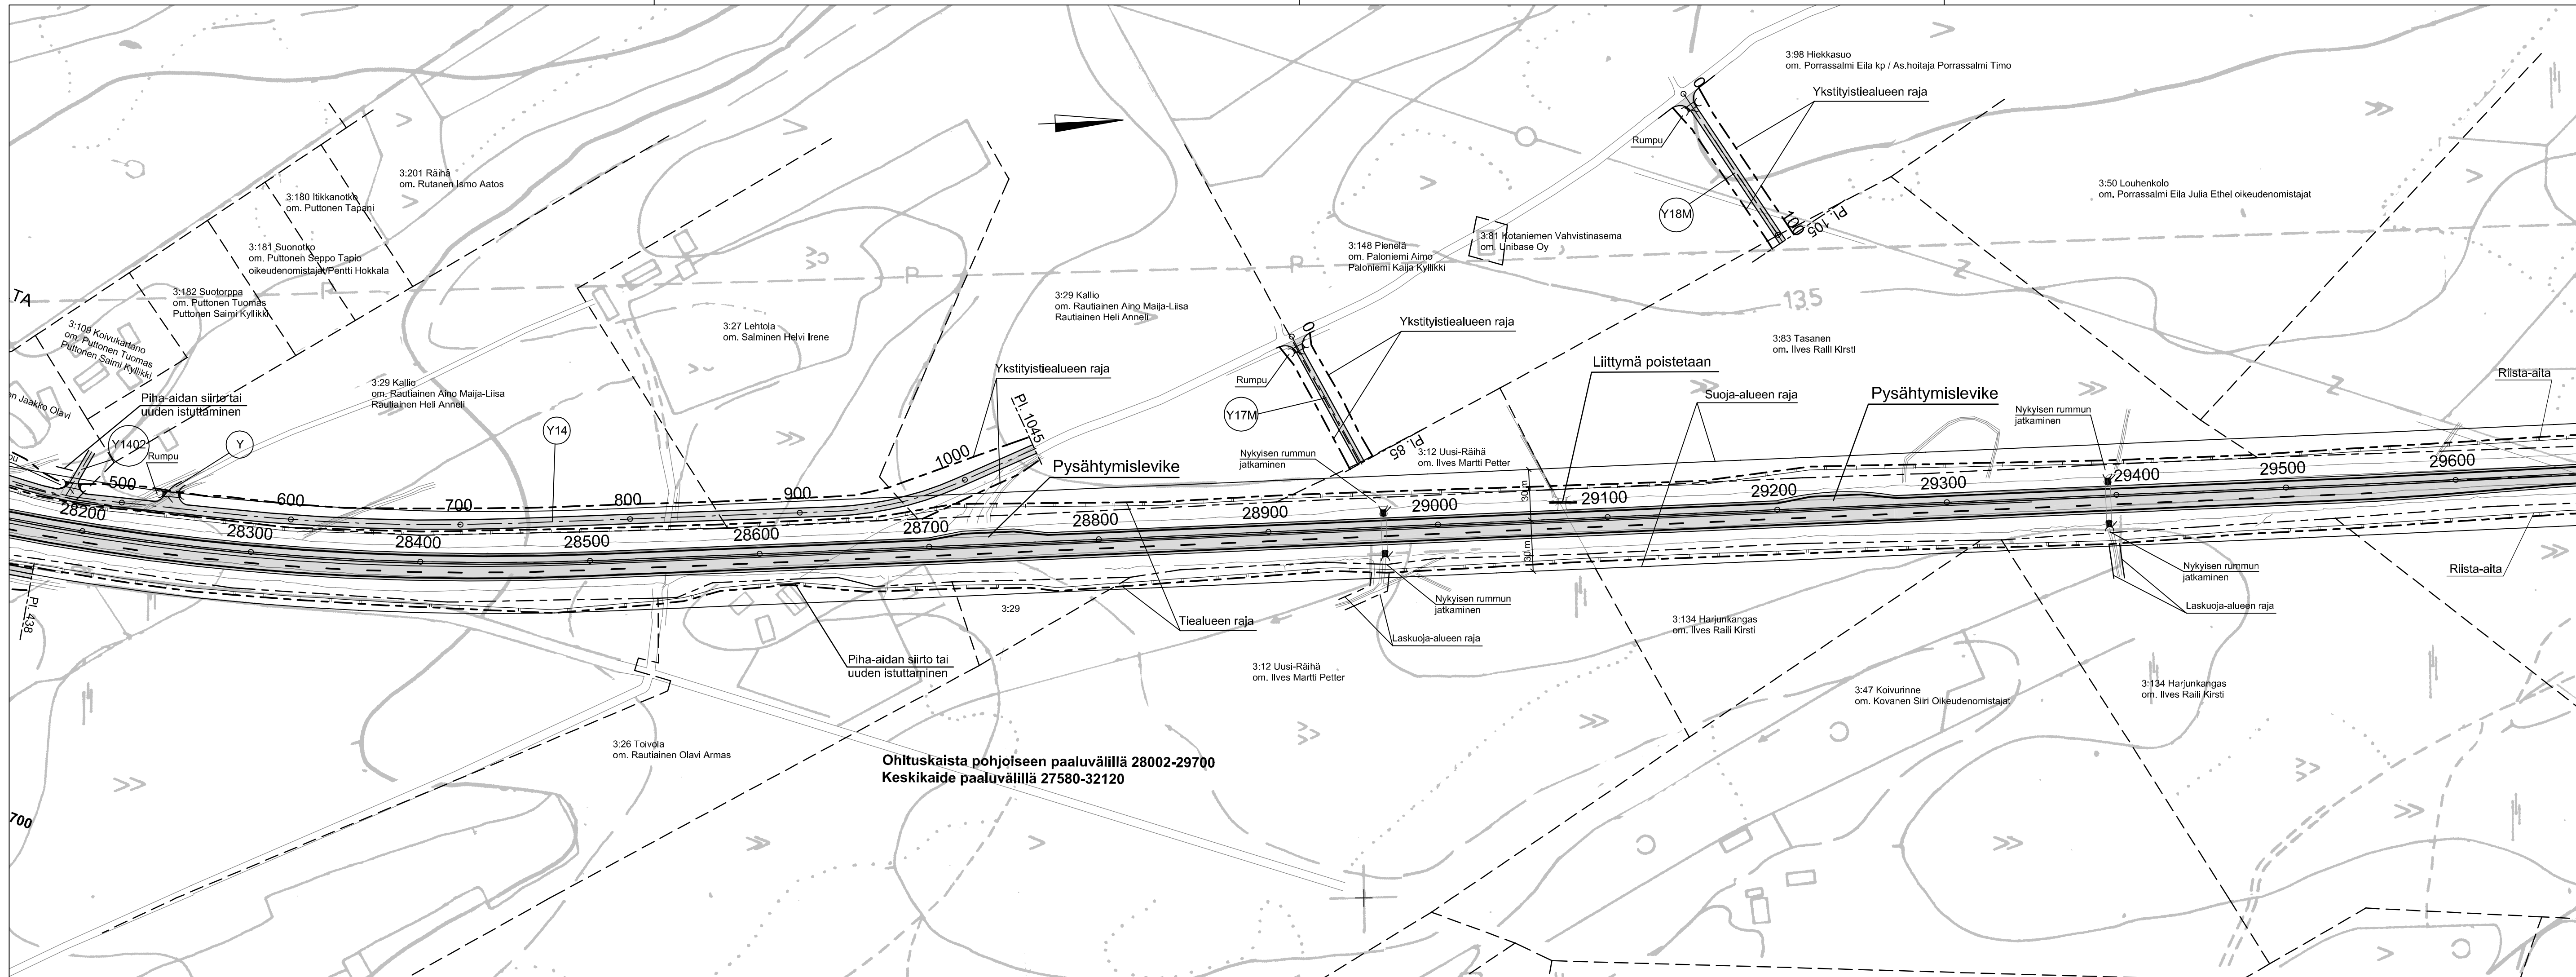 3:98 Hiekkasuo
om. Porrassalmi Eila kp / As.hoitaja Porrassalmi Timo
Ykstityistiealueen raja
0
Rumpu
Y18M
100
Pl. 105
3:50 Louhenkolo
om. Porrassalmi Eila Julia Ethel oikeudenomistajat
3:201 Räihä
om. Rutanen Ismo Aatos
3:180 Itikkanotko
om. Puttonen Tapani
3:181 Suonotko
om. Puttonen Seppo Tapio
oikeudenomistajat/Pentti Hokkala
3:182 Suotorppa
om. Puttonen Tuomas
Puttonen Saimi Kyllikki
3:109 Koivukartano
om. Puttonen Tuomas
Puttonen Saimi Kyllikki
TA
an Jaakko Olavi
3:148 Pienelä
om. Paloniemi Aimo
Paloniemi Kaija Kyllikki
3:81 Kotaniemen Vahvistinasema
om. Unibase Oy
P
P
P
Z
Z
135
3:29 Kallio
om. Rautiainen Aino Maija-Liisa
Rautiainen Heli Anneli
3:27 Lehtola
om. Salminen Helvi Irene
3:29 Kallio
om. Rautiainen Aino Maija-Liisa
Rautiainen Heli Anneli
Ykstityistiealueen raja
0
Rumpu
Y17M
Pl. 85
3:83 Tasanen
om. Ilves Raili Kirsti
Liittymä poistetaan
Suoja-alueen raja
Pysähtymislevike
Riista-aita
Nykyisen rummun
jatkaminen
Piha-aidan siirto tai
uuden istuttaminen
Y1402
Y
Rumpu
Y14
Ykstityistiealueen raja
Pl. 1045
Pysähtymislevike
Nykyisen rummun
jatkaminen
3:12 Uusi-Räihä
om. Ilves Martti Petter
500
600
700
800
900
1000
30 m
30 m
28200
28300
28400
28500
28600
28700
28800
28900
29000
29100
29200
29300
29400
29500
29600
Pl. 438
3:29
Tiealueen raja
Nykyisen rummun
jatkaminen
Laskuoja-alueen raja
Nykyisen rummun
jatkaminen
Laskuoja-alueen raja
Riista-aita
Piha-aidan siirto tai
uuden istuttaminen
3:12 Uusi-Räihä
om. Ilves Martti Petter
3:134 Harjunkangas
om. Ilves Raili Kirsti
3:47 Koivurinne
om. Kovanen Siiri Oikeudenomistajat
3:134 Harjunkangas
om. Ilves Raili Kirsti
3:26 Toivola
om. Rautiainen Olavi Armas
Ohituskaista pohjoiseen paaluvälillä 28002-29700
Keskikaide paaluvälillä 27580-32120
700